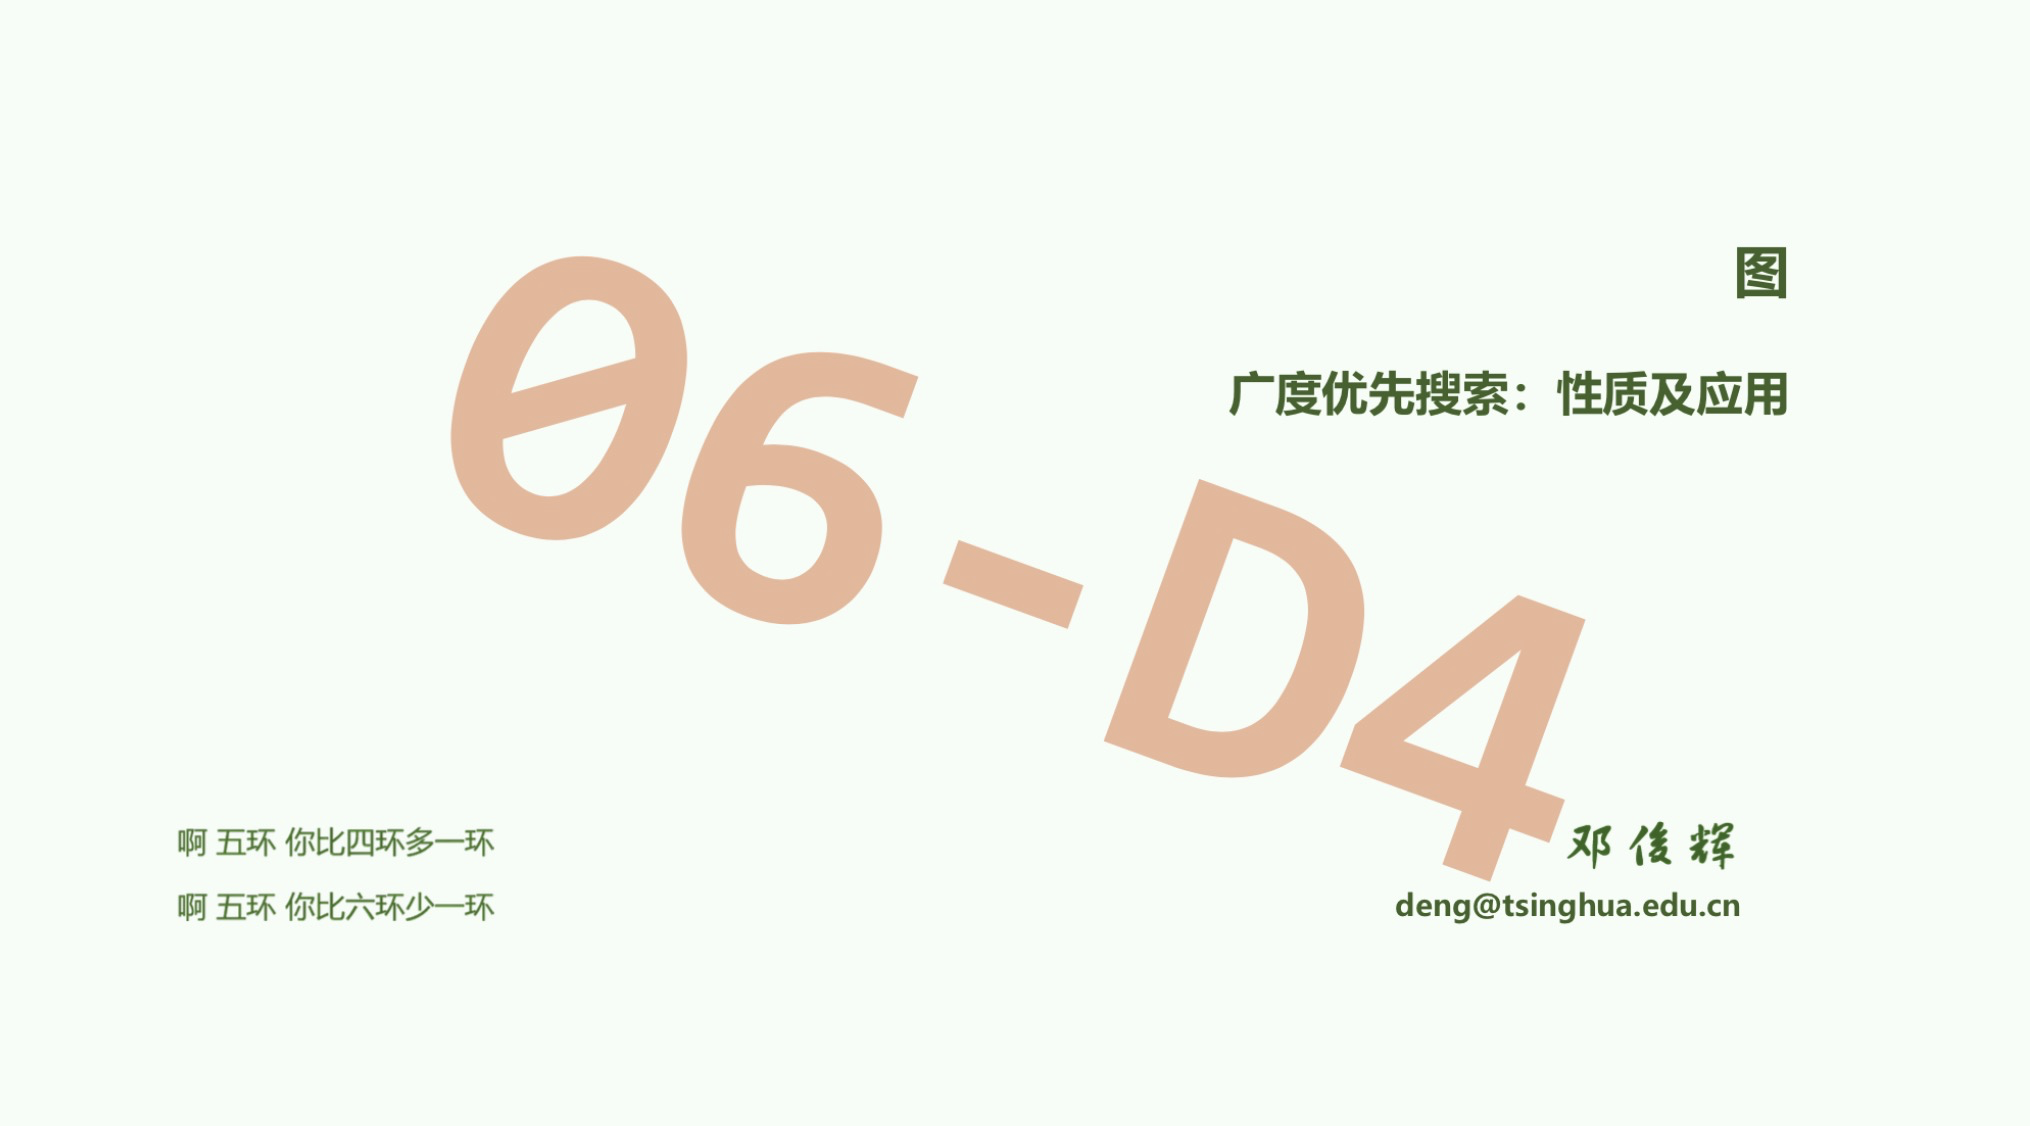 图
广度优先搜索：性质及应用
06-D4
啊 五环 你比四环多一环
啊 五环 你比六环少一环
邓俊辉
deng@tsinghua.edu.cn